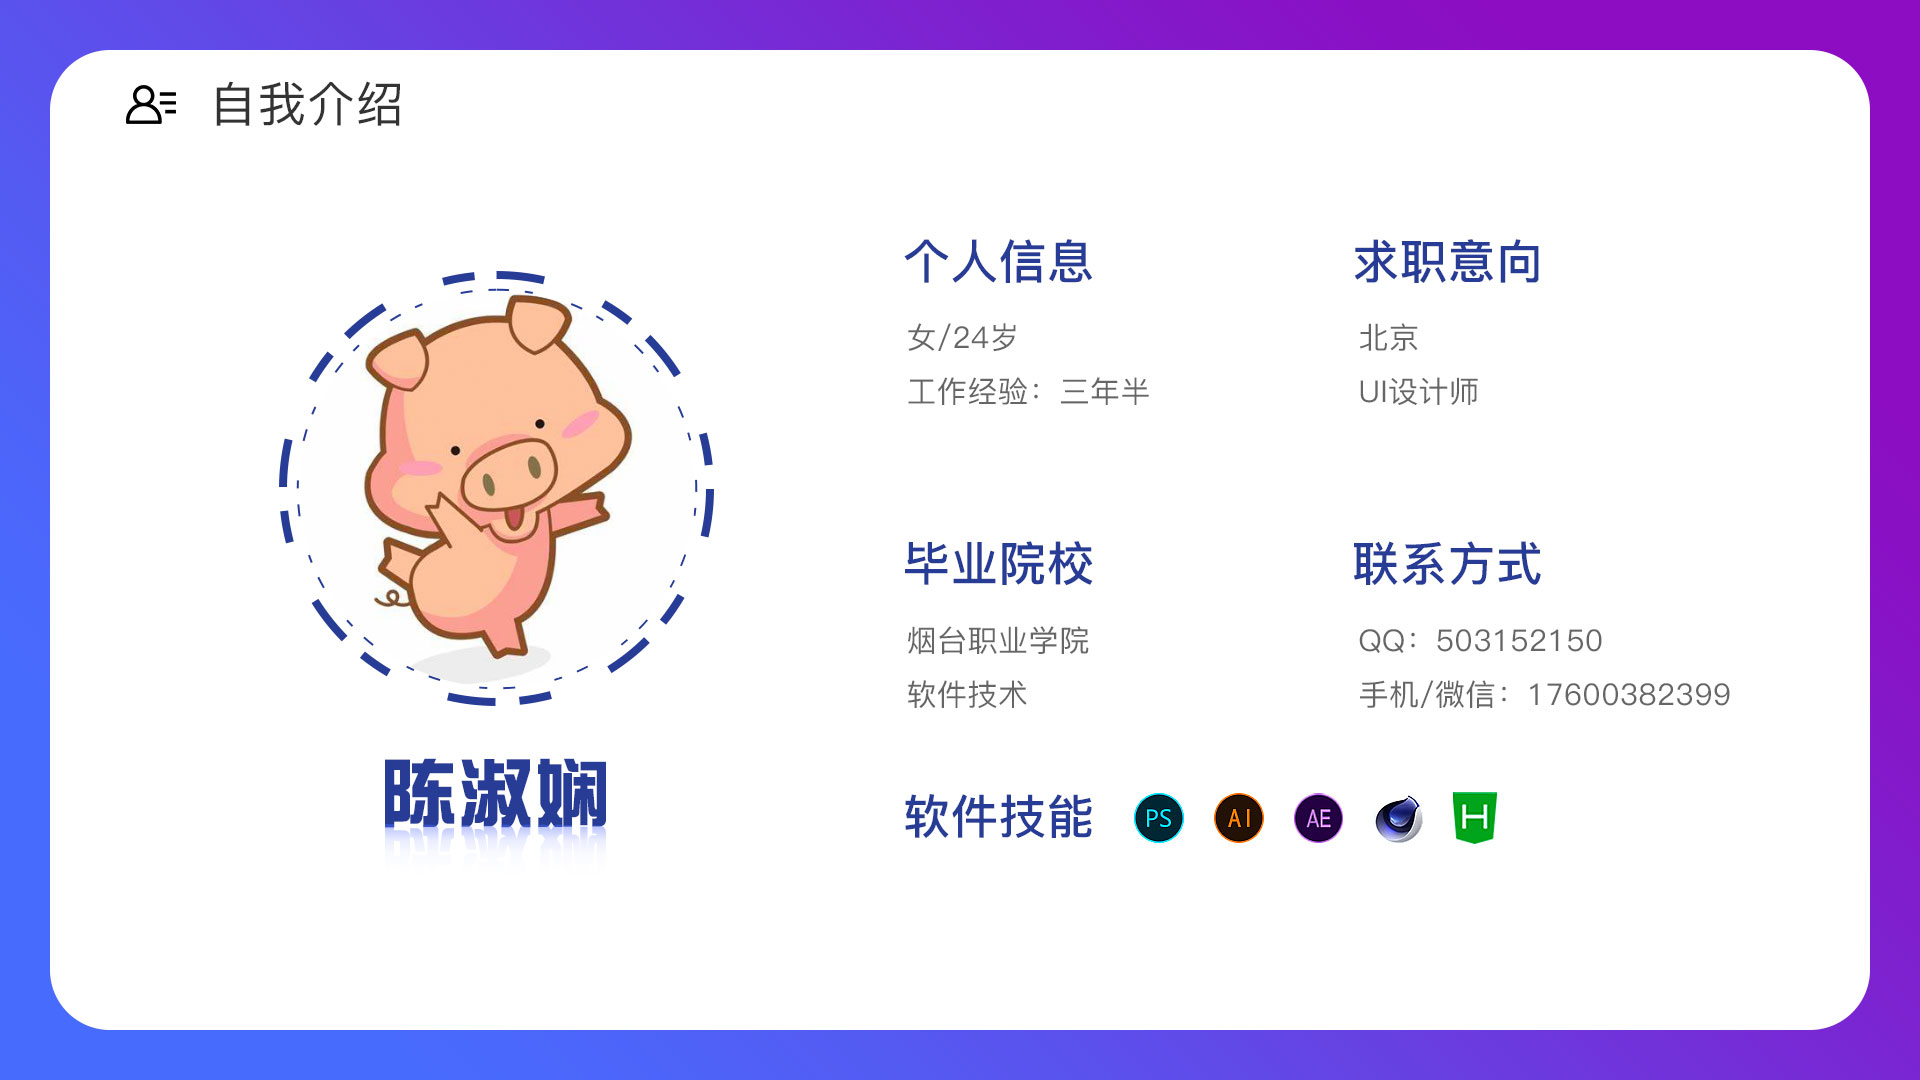 自我介绍
陈淑娴
个人信息
女/24岁
工作经验：三年半
求职意向
北京
UI设计师
毕业院校
烟台职业学院
软件技术
联系方式
QQ：503152150
手机/微信：17600382399
软件技能
PS AI AE H